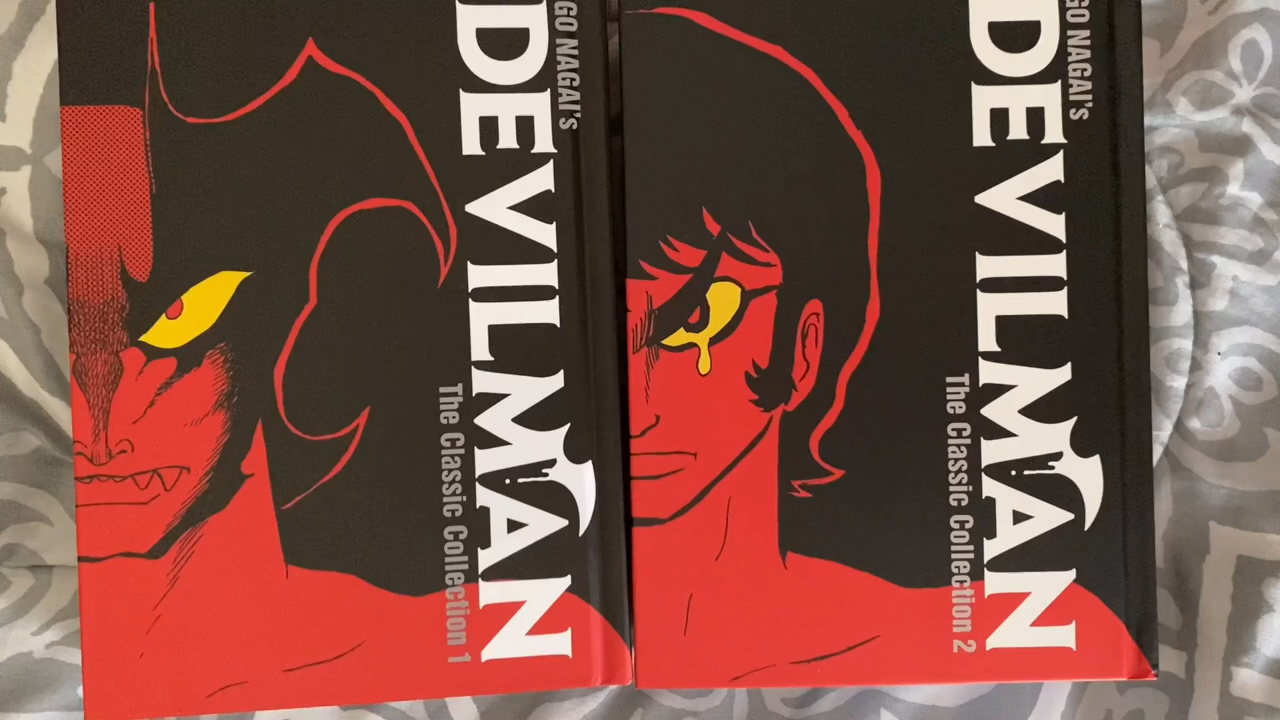 GO NAGAI's
DEVILMAN
The Classic Collection 1
GO NAGAI's
DEVILMAN
The Classic Collection 2